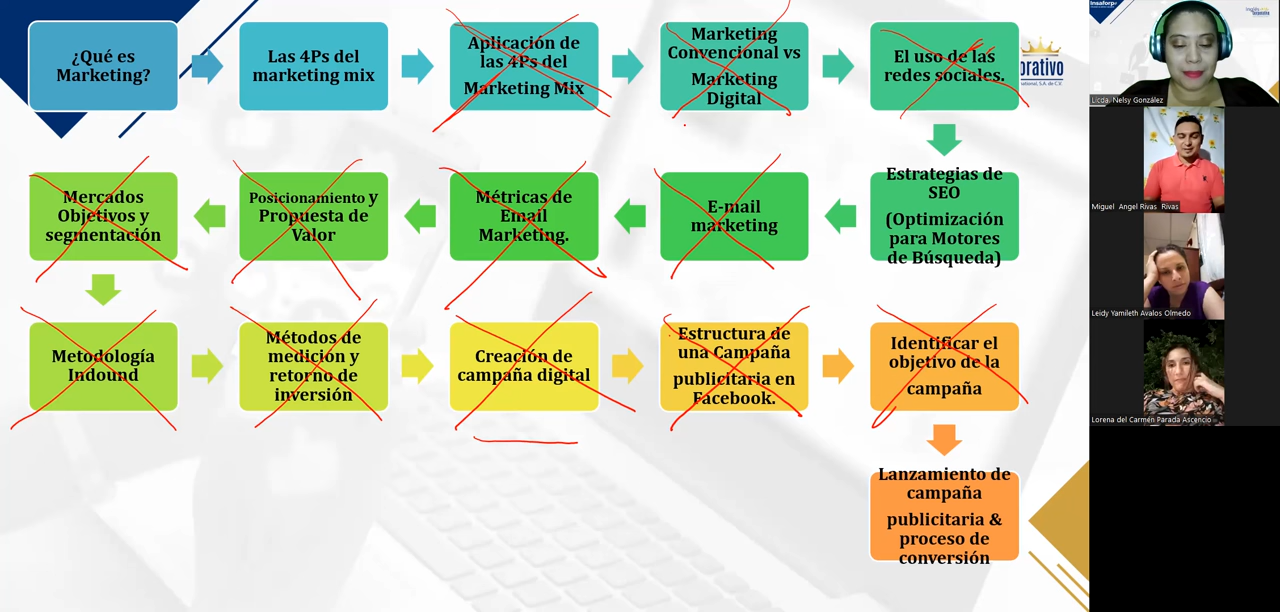 ¿Qué es
Marketing?
Las 4Ps del
marketing mix
Aplicación de
las 4Ps del
Marketing Mix
Marketing
Convencional vs
Marketing
Digital
El uso de las
redes sociales.
Estrategias de
SEO
(Optimización
para Motores
de Búsqueda)
E-mail
marketing
Métricas de
Email
Marketing.
Posicionamiento y
Propuesta de
Valor
Mercados
Objetivos y
segmentación
Metodología
Indound
Métodos de
medición y
retorno de
inversión
Creación de
campaña digital
Estructura de
una Campaña
publicitaria en
Facebook.
Identificar el
objetivo de la
campaña
Lanzamiento de
campaña
publicitaria &
proceso de
conversión
orativo
Insaforp
Licda. Nelsy González
Miguel Angel Rivas Rivas
Leidy Yamileth Avalos Olmedo
Lorena del Carmen Parada Ascencio